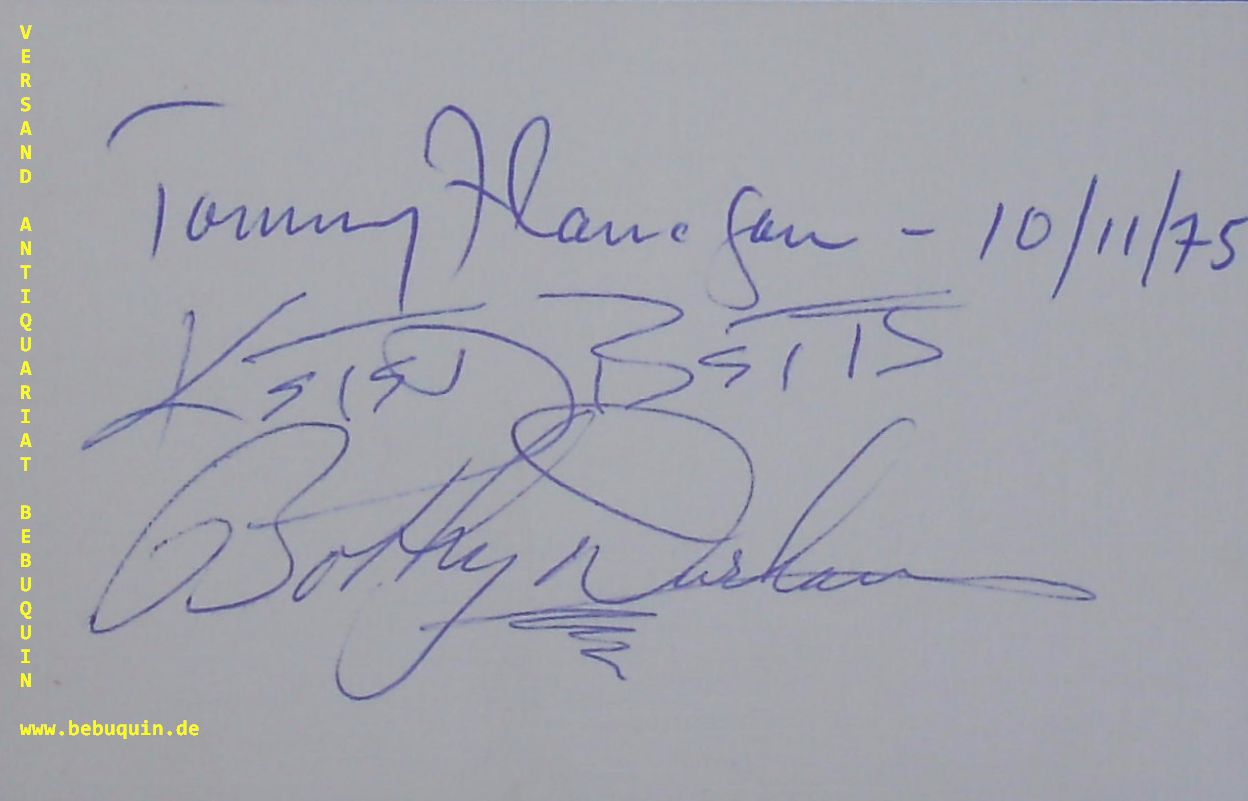 VERSAND ANTIQUARIAT BEBUQUIN
Tommy Flanagan - 10/11/75
Keter Betts
Bobby Durham
www.bebuquin.de